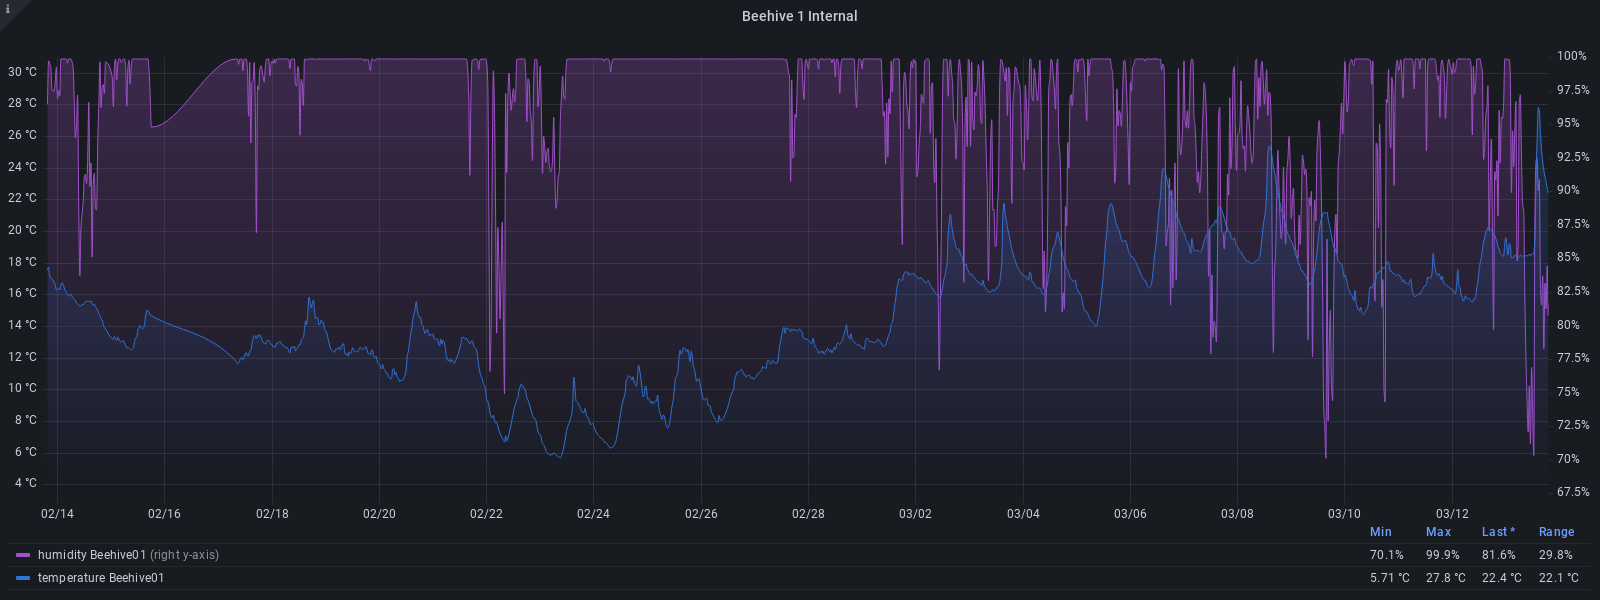 i
Beehive 1 Internal
30 °C
28 °C
26 °C
24 °C
22 °C
20 °C
18 °C
16 °C
14 °C
12 °C
10 °C
8 °C
6 °C
4 °C
100%
97.5%
95%
92.5%
90%
87.5%
85%
82.5%
80%
77.5%
75%
72.5%
70%
67.5%
02/14 02/16 02/18 02/20 02/22 02/24 02/26 02/28 03/02 03/04 03/06 03/08 03/10 03/12
Min Max Last * Range
humidity Beehive01 (right y-axis) 70.1% 99.9% 81.6% 29.8%
temperature Beehive01 5.71 °C 27.8 °C 22.4 °C 22.1 °C